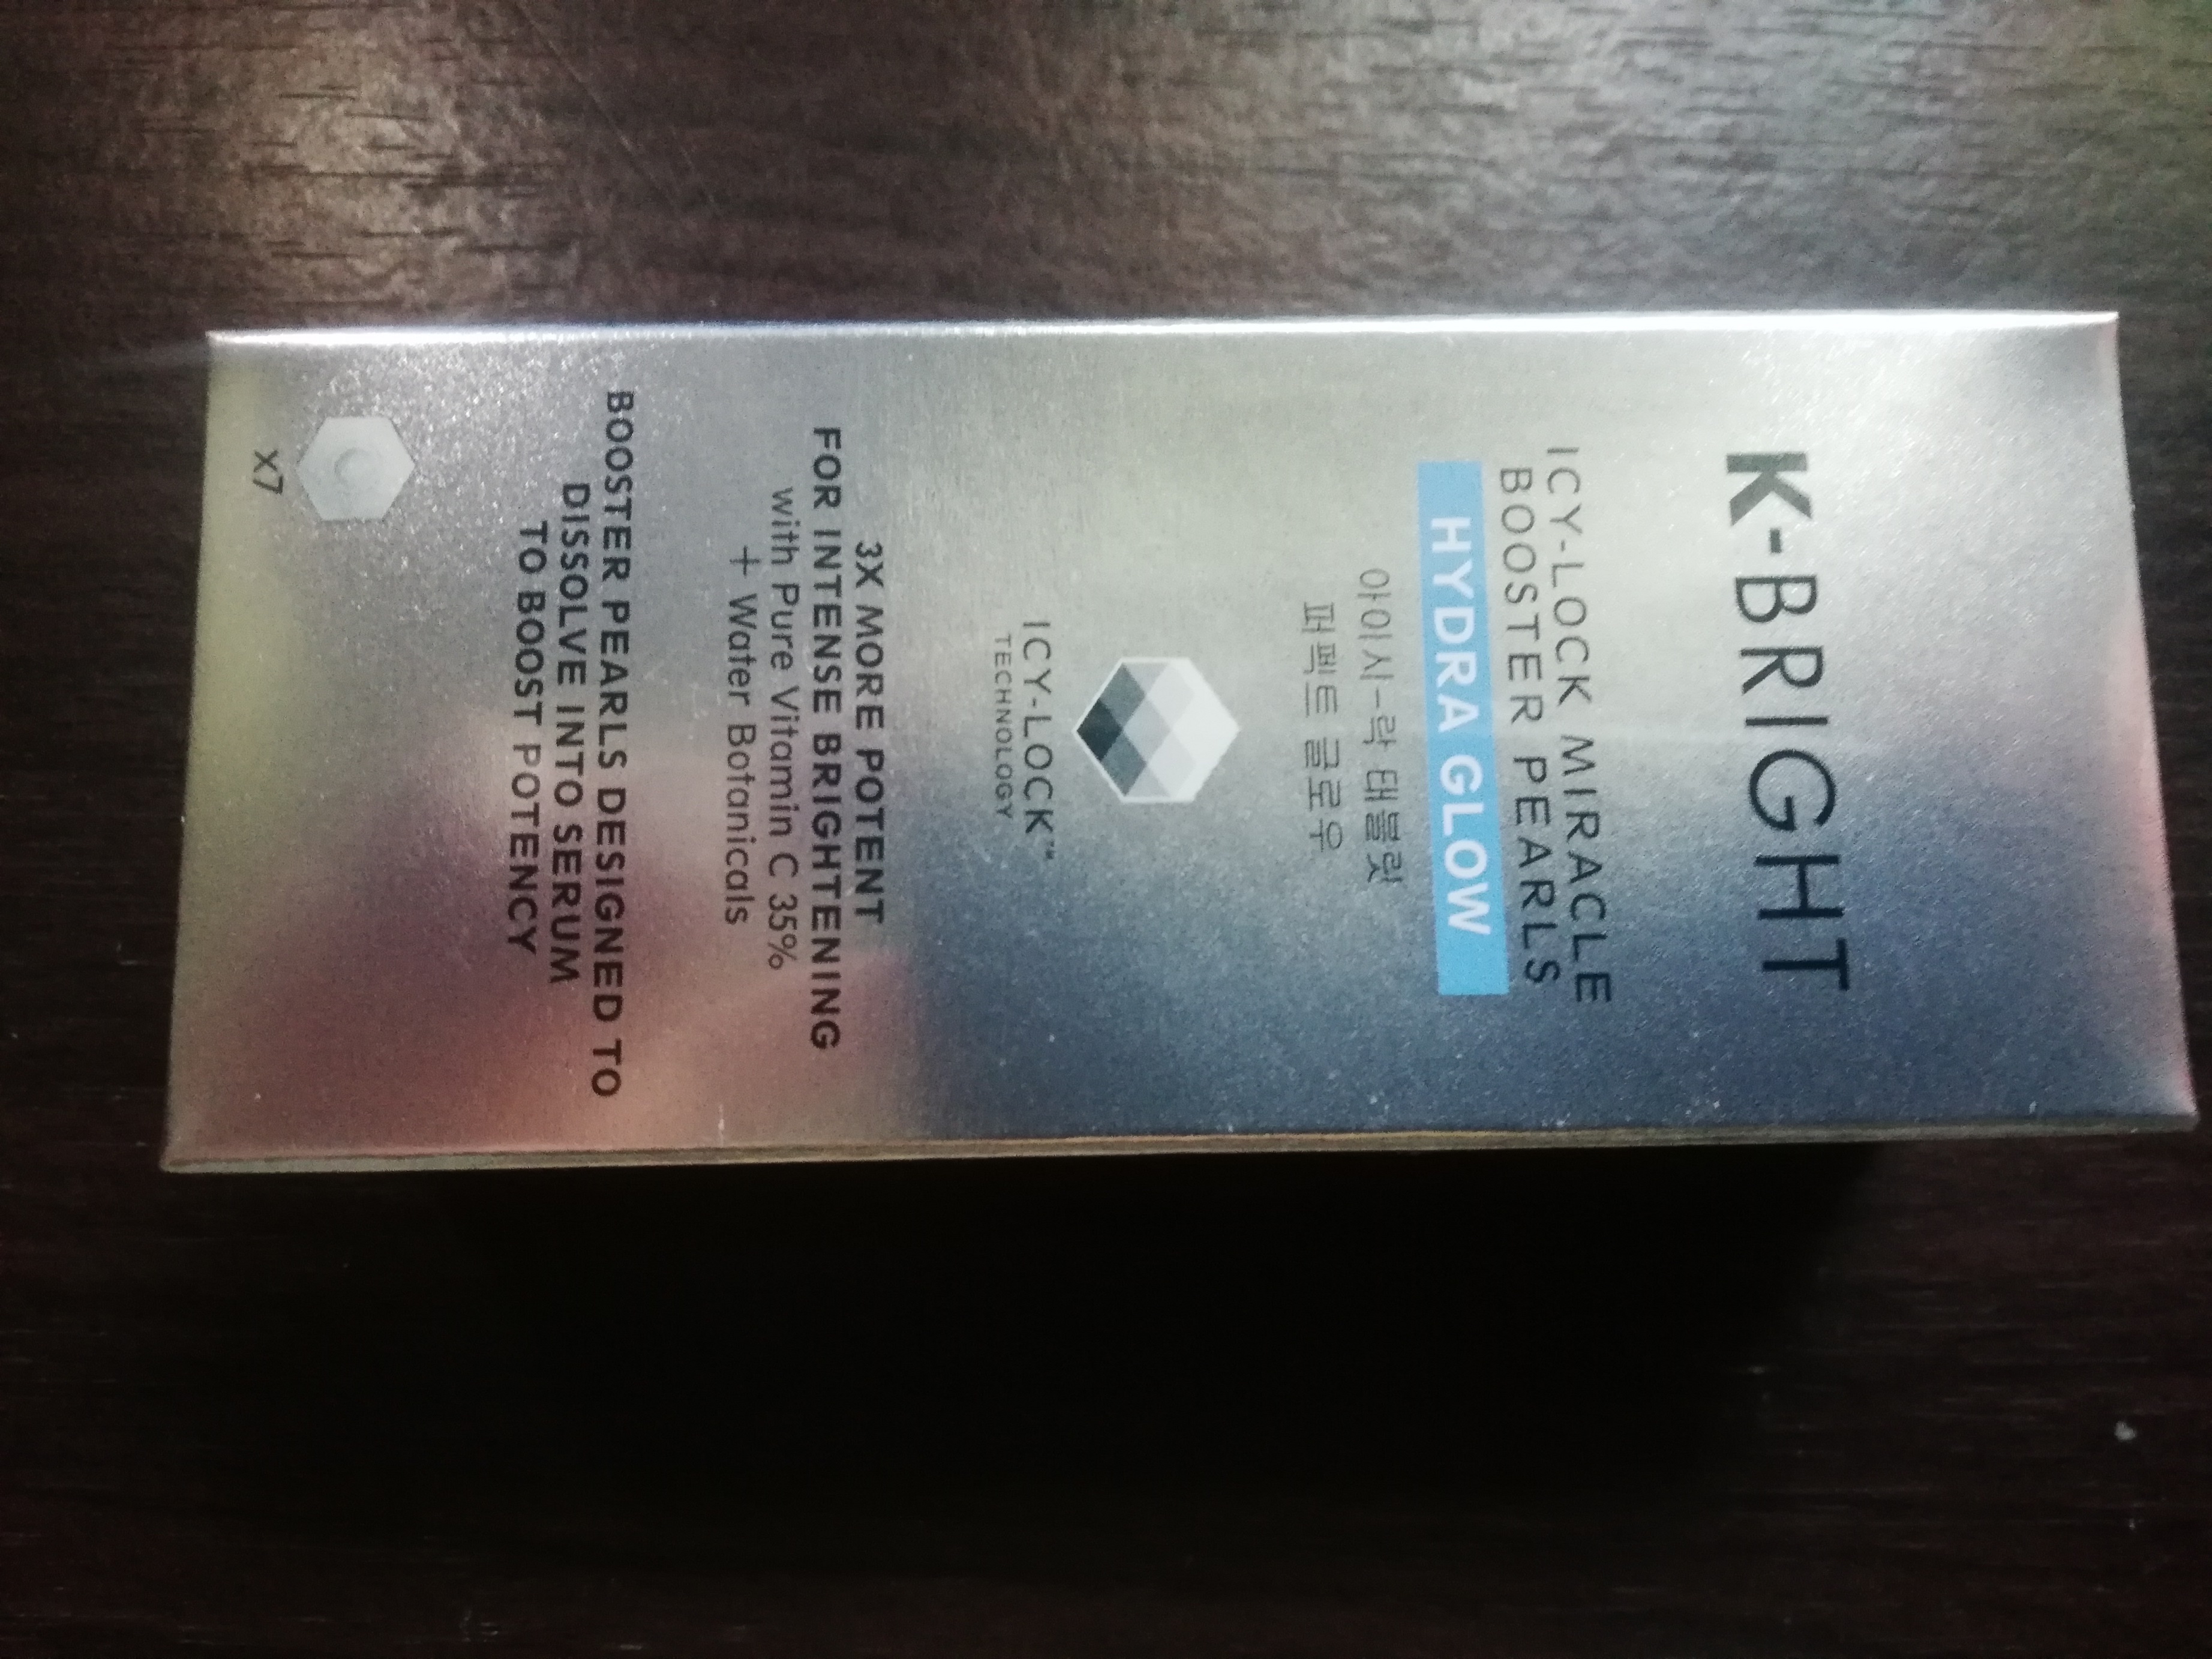 K-BRIGHT
ICY-LOCK MIRACLE
BOOSTER PEARLS
HYDRA GLOW
아이시-락 태블릿
퍼펙트 글로우
ICY-LOCK™
TECHNOLOGY
3X MORE POTENT
FOR INTENSE BRIGHTENING
with Pure Vitamin C 35%
+ Water Botanicals
BOOSTER PEARLS DESIGNED TO
DISSOLVE INTO SERUM
TO BOOST POTENCY
X7